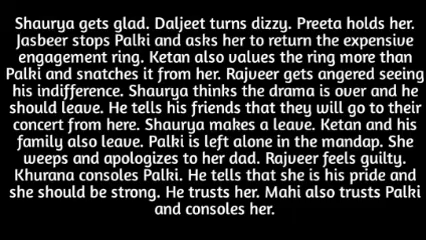 Shaurya gets glad. Daljeet turns dizzy. Preeta holds her.
Jasbeer stops Palki and asks her to return the expensive
engagement ring. Ketan also values the ring more than
Palki and snatches it from her. Rajveer gets angered seeing
his indifference. Shaurya thinks the drama is over and he
should leave. He tells his friends that they will go to their
concert from here. Shaurya makes a leave. Ketan and his
family also leave. Palki is left alone in the mandap. She
weeps and apologizes to her dad. Rajveer feels guilty.
Khurana consoles Palki. He tells that she is his pride and
she should be strong. He trusts her. Mahi also trusts Palki
and consoles her.